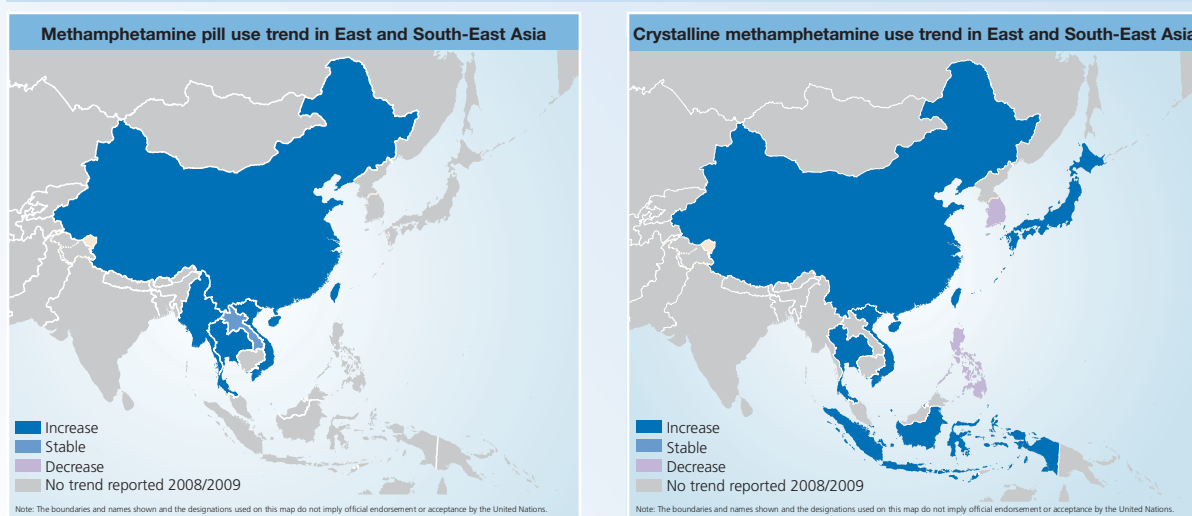 Methamphetamine pill use trend in East and South-East Asia
Increase
Stable
Decrease
No trend reported 2008/2009
Note: The boundaries and names shown and the designations used on this map do not imply official endorsement or acceptance by the United Nations.
Crystalline methamphetamine use trend in East and South-East Asia
Increase
Stable
Decrease
No trend reported 2008/2009
Note: The boundaries and names shown and the designations used on this map do not imply official endorsement or acceptance by the United Nations.